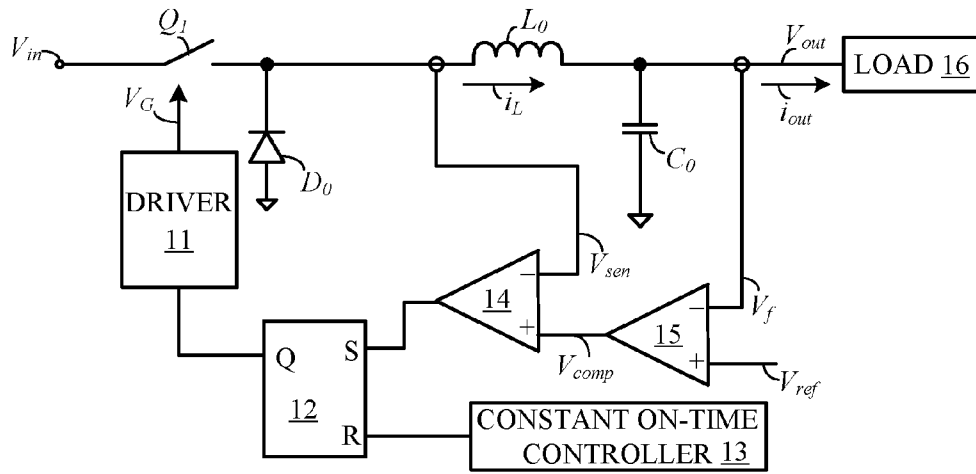 Q1
L0
Vin
Vout
LOAD 16
VG
iL
iout
D0
C0
DRIVER
11
Vsen
14
−
+
Vf
15
−
+
Vcomp
Vref
S
Q
12
R
CONSTANT ON-TIME
CONTROLLER 13